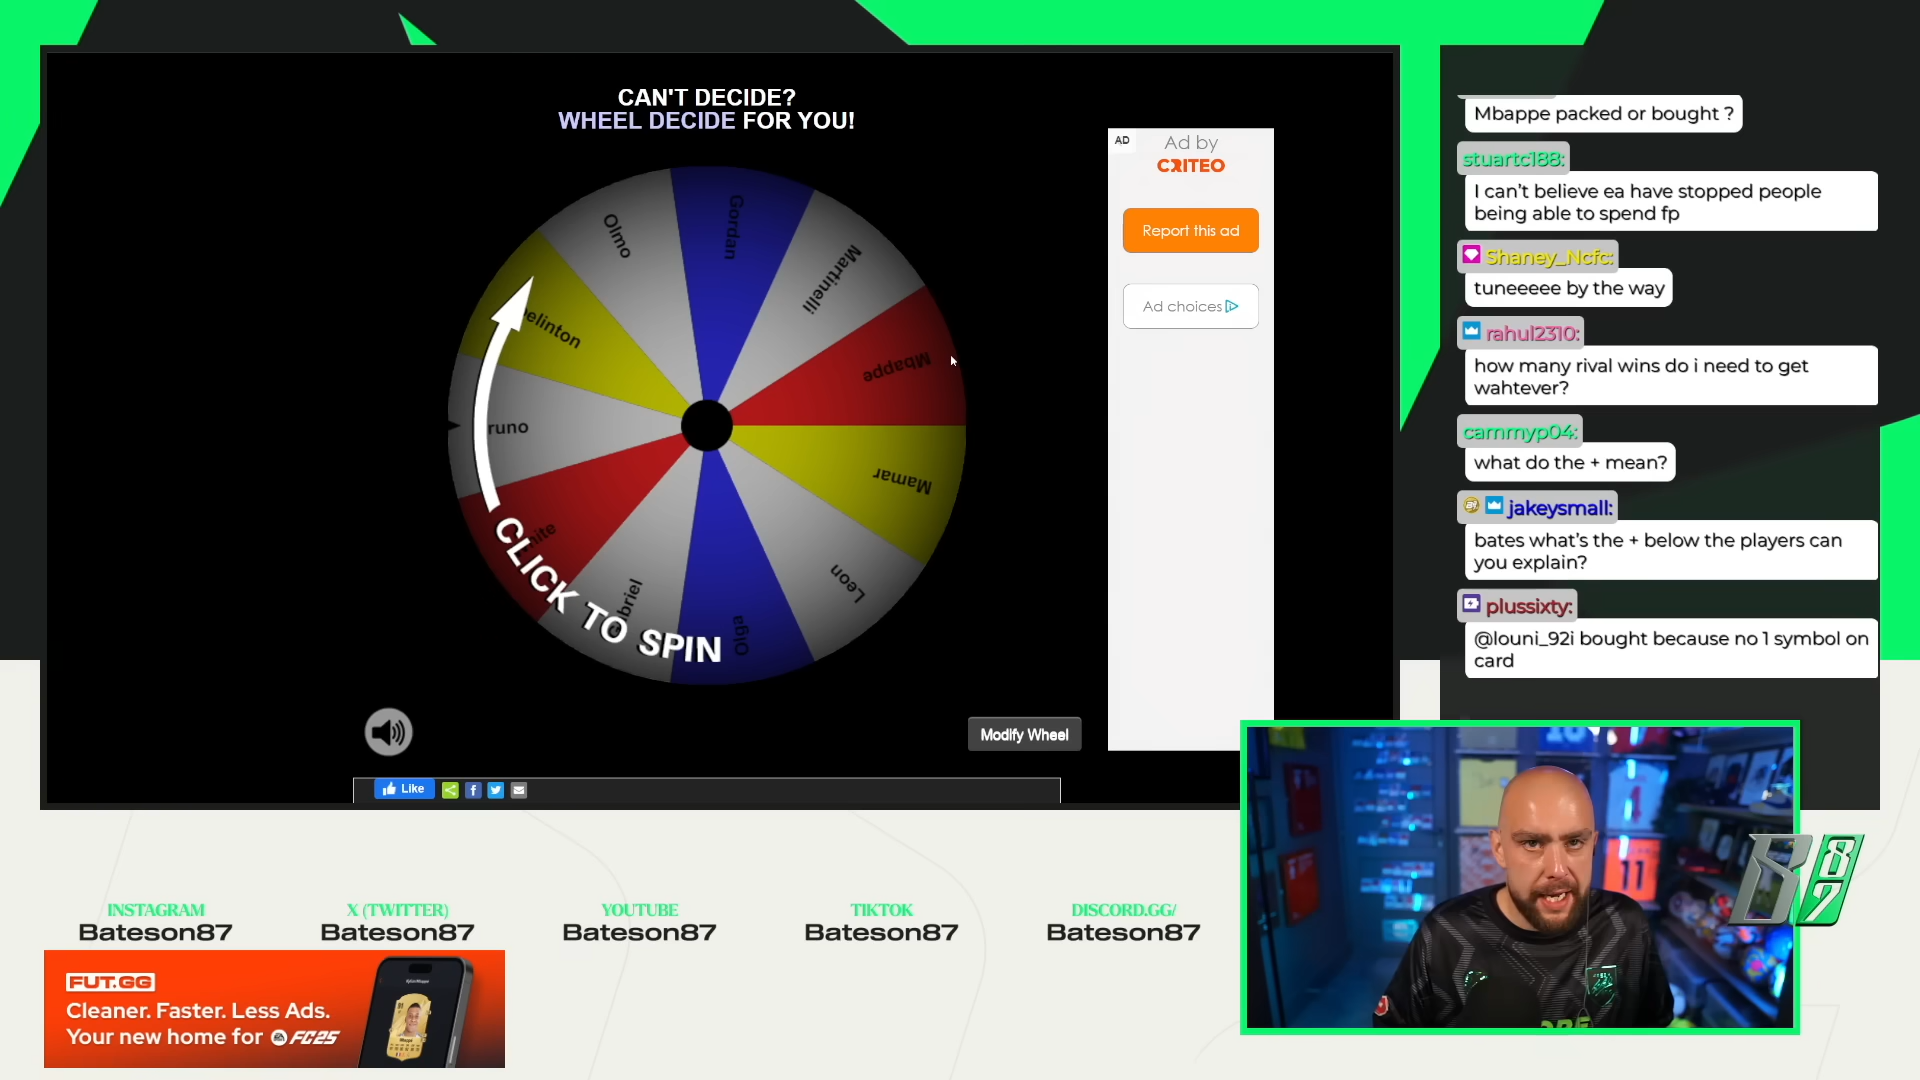 CAN'T DECIDE?
WHEEL DECIDE FOR YOU!
Olmo
Gordan
Martinelli
Mbappe
Mamar
Leon
Olga
briel
elinton
runo
CLICK TO SPIN
Modify Wheel
Like
AD
Ad by
CRITEO
Report this ad
Ad choices
Mbappe packed or bought ?
stuartc188:
I can't believe ea have stopped people
being able to spend fp
Shaney_Ncfc:
tuneeeee by the way
rahul2310:
how many rival wins do i need to get
wahtever?
cammyp04:
what do the + mean?
jakeysmall:
bates what's the + below the players can
you explain?
plussixty:
@louni_92i bought because no 1 symbol on
card
INSTAGRAM
Bateson87
X (TWITTER)
Bateson87
YOUTUBE
Bateson87
TIKTOK
Bateson87
DISCORD.GG/
Bateson87
FUT.GG
Cleaner. Faster. Less Ads.
Your new home for EA FC25
11
B87